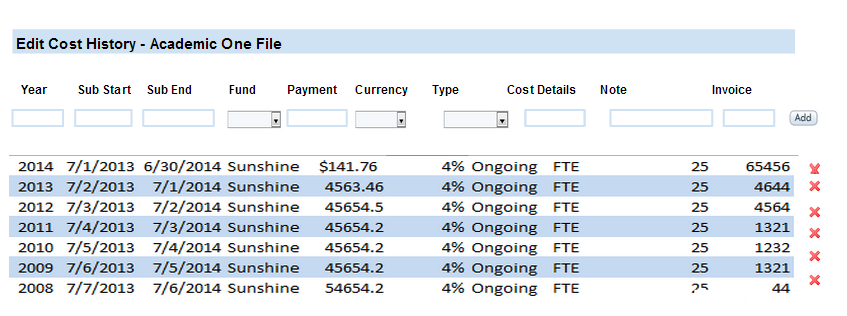 Edit Cost History - Academic One File
Year Sub Start Sub End Fund Payment Currency Type Cost Details Note Invoice
Add
2014 7/1/2013 6/30/2014 Sunshine $141.76 4% Ongoing FTE 25 65456
2013 7/2/2013 7/1/2014 Sunshine 4563.46 4% Ongoing FTE 25 4644
2012 7/3/2013 7/2/2014 Sunshine 45654.5 4% Ongoing FTE 25 4564
2011 7/4/2013 7/3/2014 Sunshine 45654.2 4% Ongoing FTE 25 1321
2010 7/5/2013 7/4/2014 Sunshine 45654.2 4% Ongoing FTE 25 1232
2009 7/6/2013 7/5/2014 Sunshine 45654.2 4% Ongoing FTE 25 1321
2008 7/7/2013 7/6/2014 Sunshine 54654.2 4% Ongoing FTE 25 44